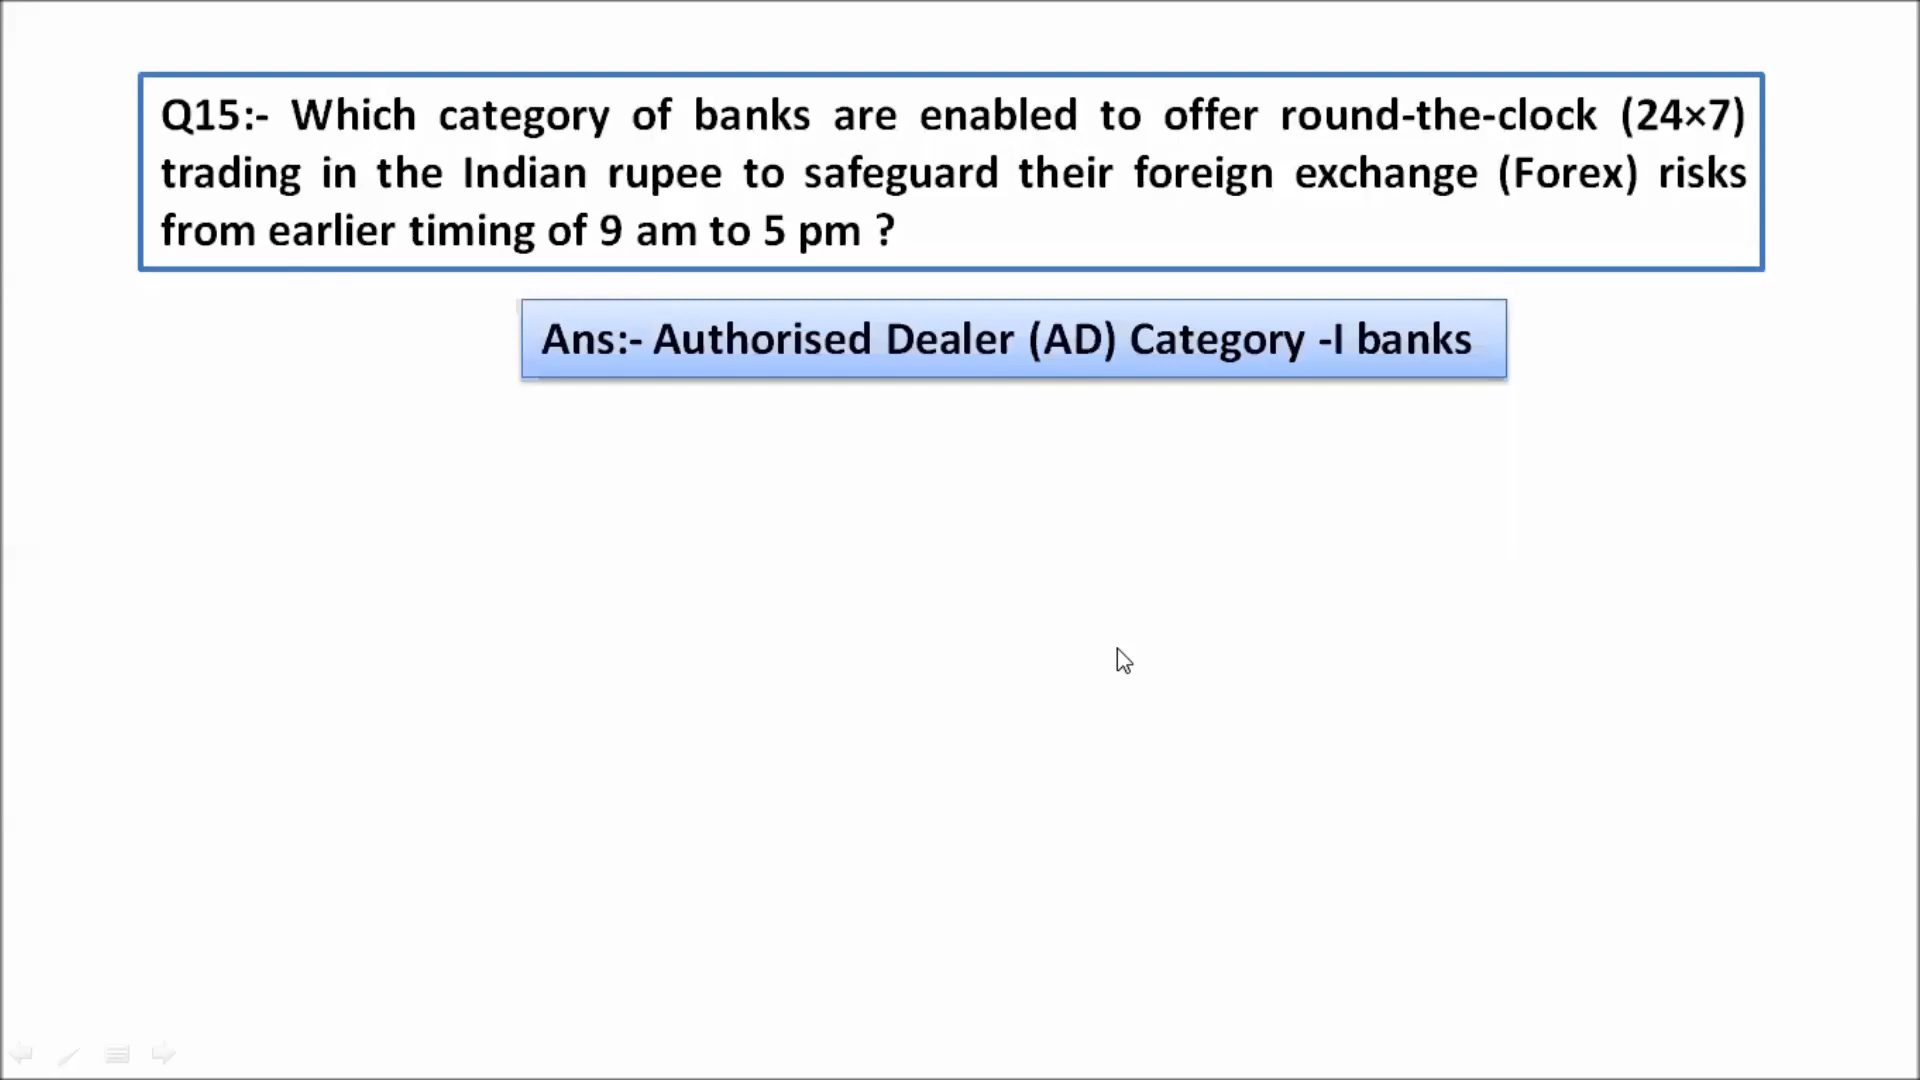 Q15:- Which category of banks are enabled to offer round-the-clock (24×7)
trading in the Indian rupee to safeguard their foreign exchange (Forex) risks
from earlier timing of 9 am to 5 pm ?
Ans:- Authorised Dealer (AD) Category -I banks